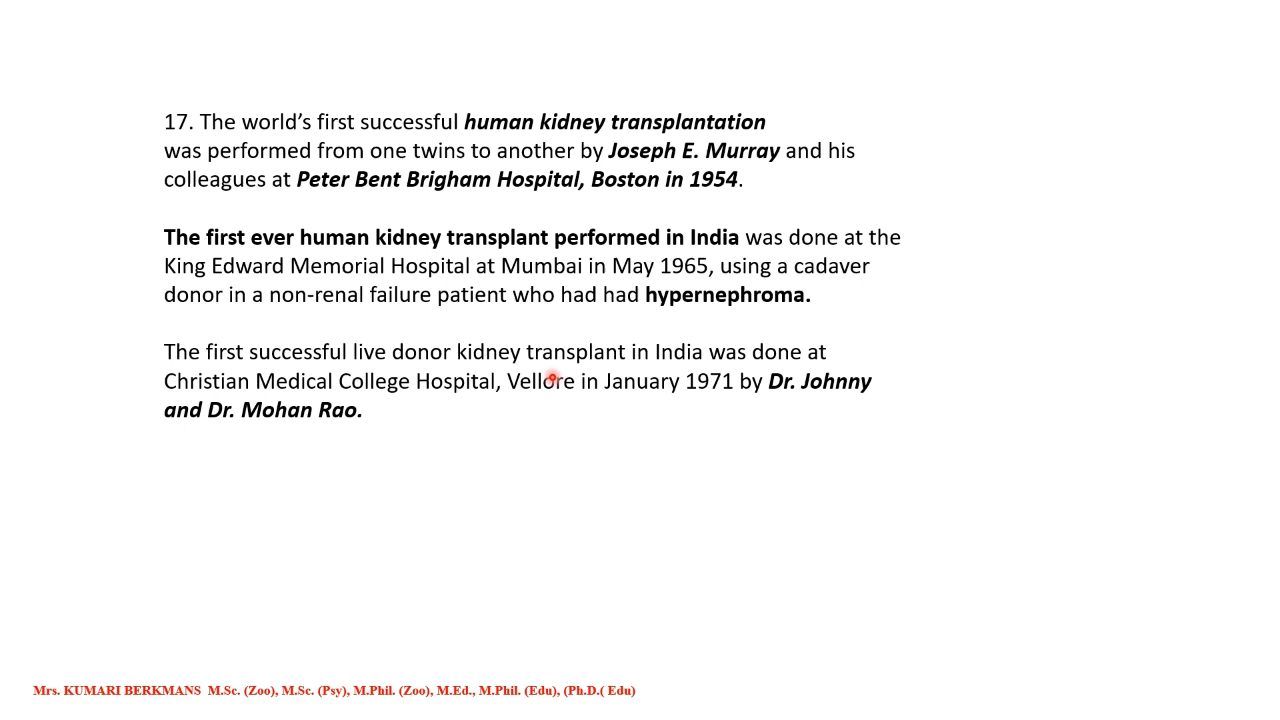 17. The world’s first successful human kidney transplantation
was performed from one twins to another by Joseph E. Murray and his
colleagues at Peter Bent Brigham Hospital, Boston in 1954.
The first ever human kidney transplant performed in India was done at the
King Edward Memorial Hospital at Mumbai in May 1965, using a cadaver
donor in a non-renal failure patient who had had hypernephroma.
The first successful live donor kidney transplant in India was done at
Christian Medical College Hospital, Vellore in January 1971 by Dr. Johnny
and Dr. Mohan Rao.
Mrs. KUMARI BERKMANS  M.Sc. (Zoo), M.Sc. (Psy), M.Phil. (Zoo), M.Ed., M.Phil. (Edu), (Ph.D.( Edu)